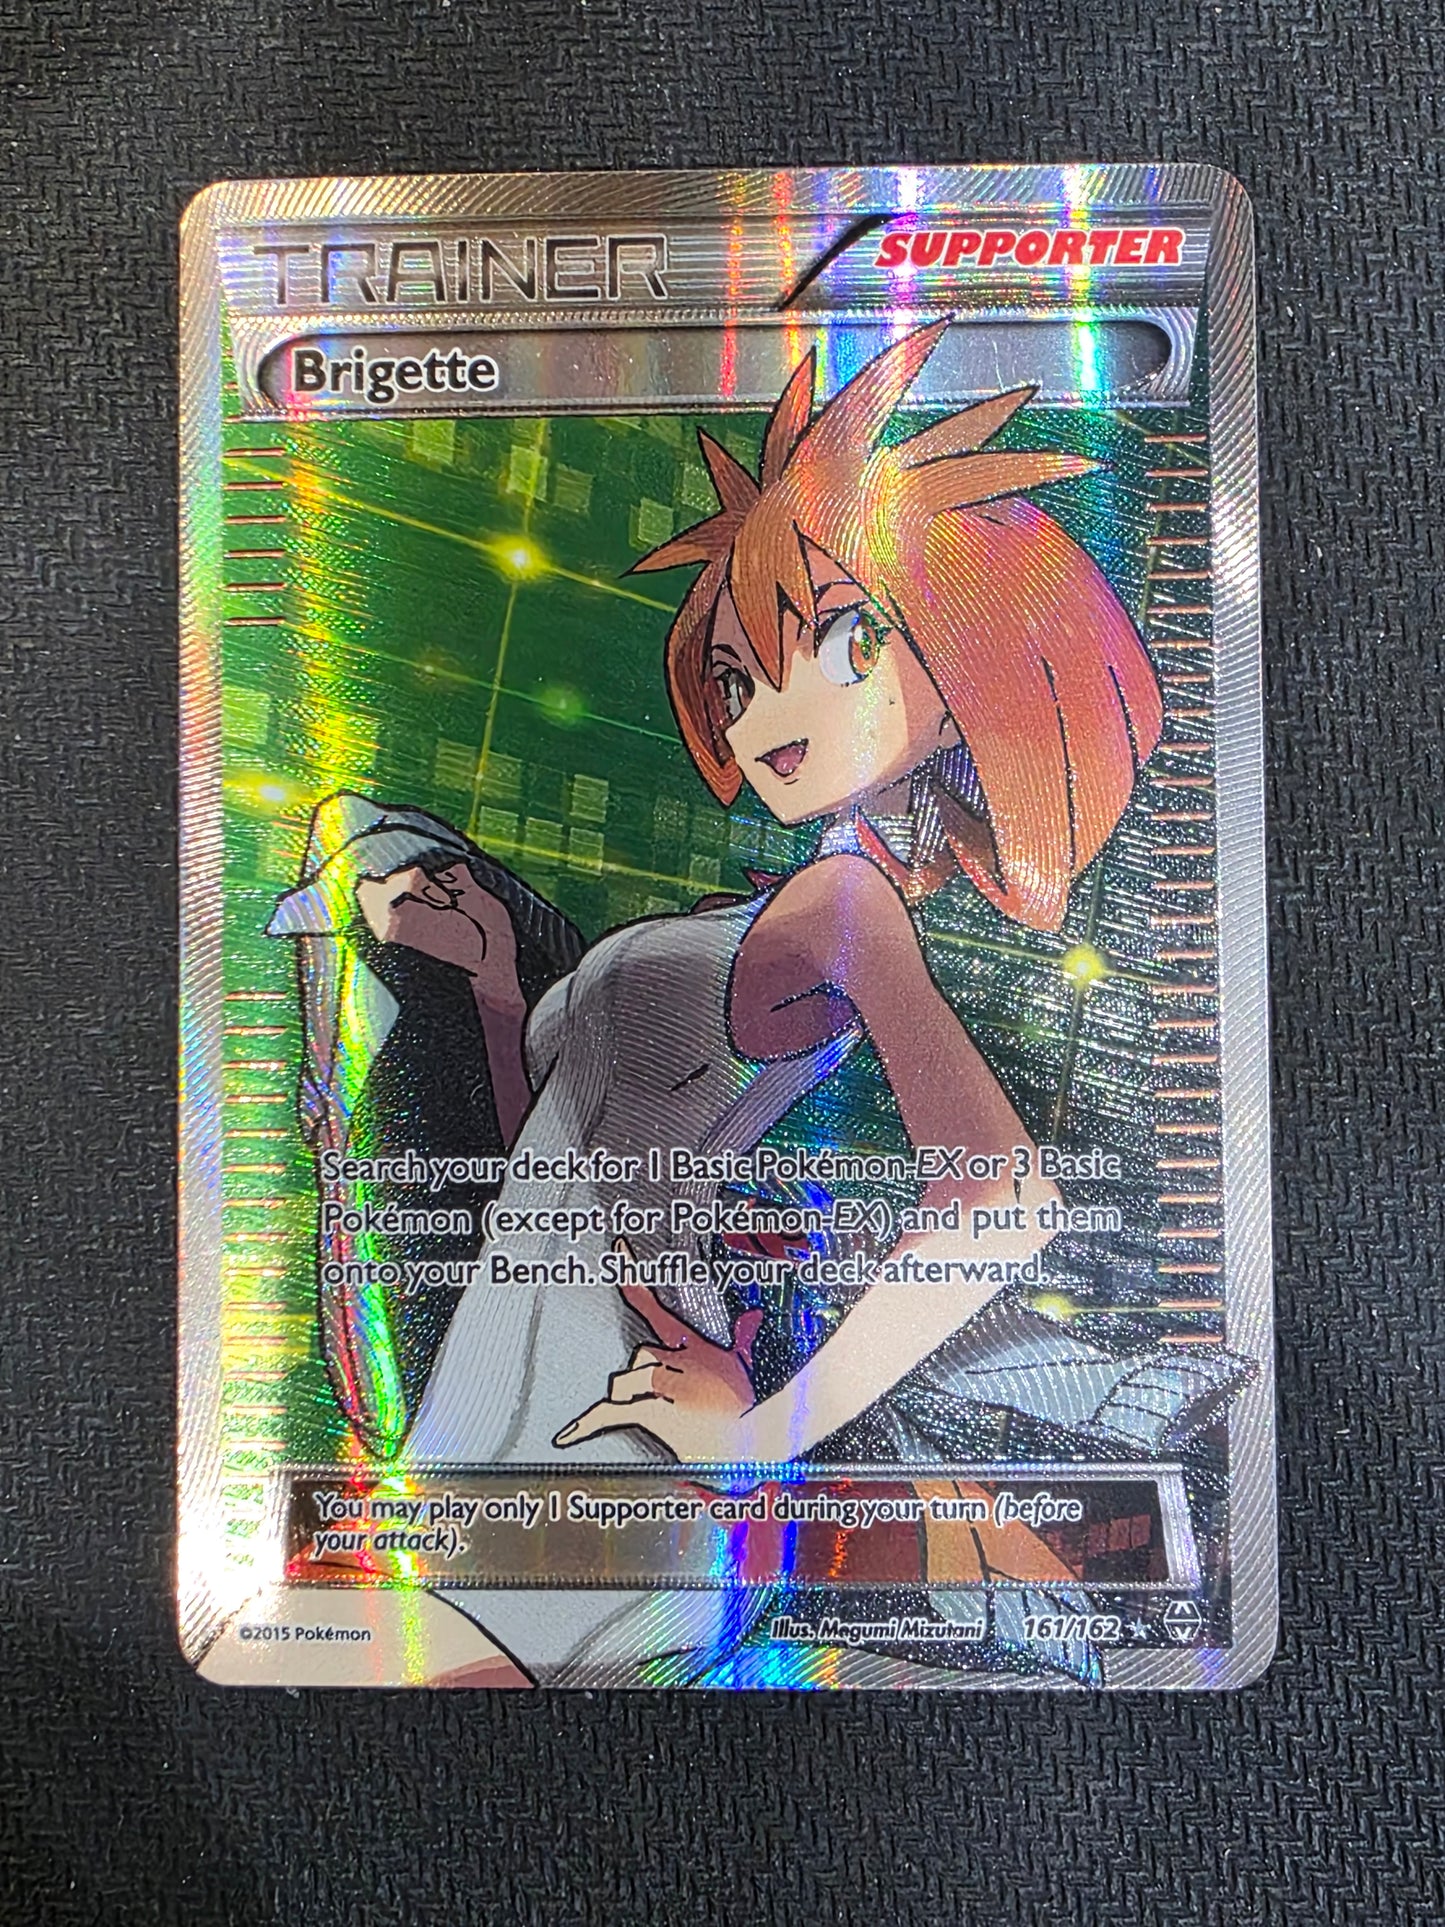 TRAINER
SUPPORTER
Brigette
Search your deck for 1 Basic Pokémon-EX or 3 Basic
Pokémon (except for Pokémon-EX) and put them
onto your Bench. Shuffle your deck afterward.
You may play only 1 Supporter card during your turn (before
your attack).
©2015 Pokémon
Illus. Megumi Mizutani
161/162